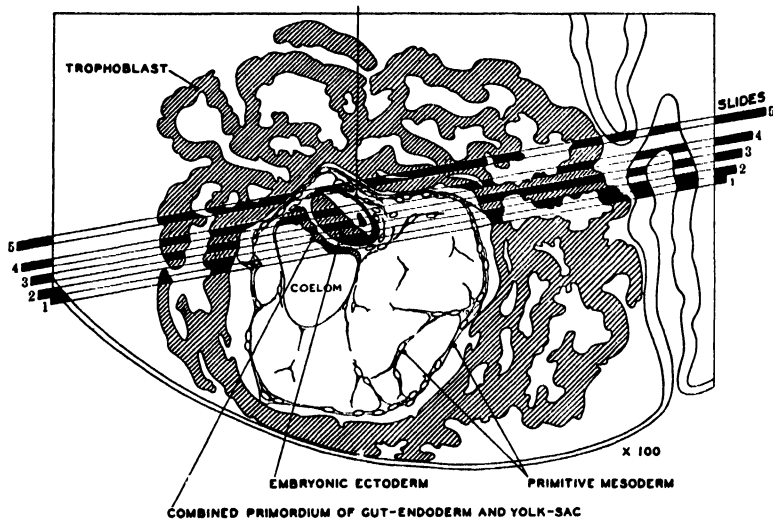 TROPHOBLAST
SLIDES
5
4
3
2
1
5
4
3
2
1
COELOM
X 100
EMBRYONIC ECTODERM
PRIMITIVE MESODERM
COMBINED PRIMORDIUM OF GUT-ENDODERM AND YOLK-SAC